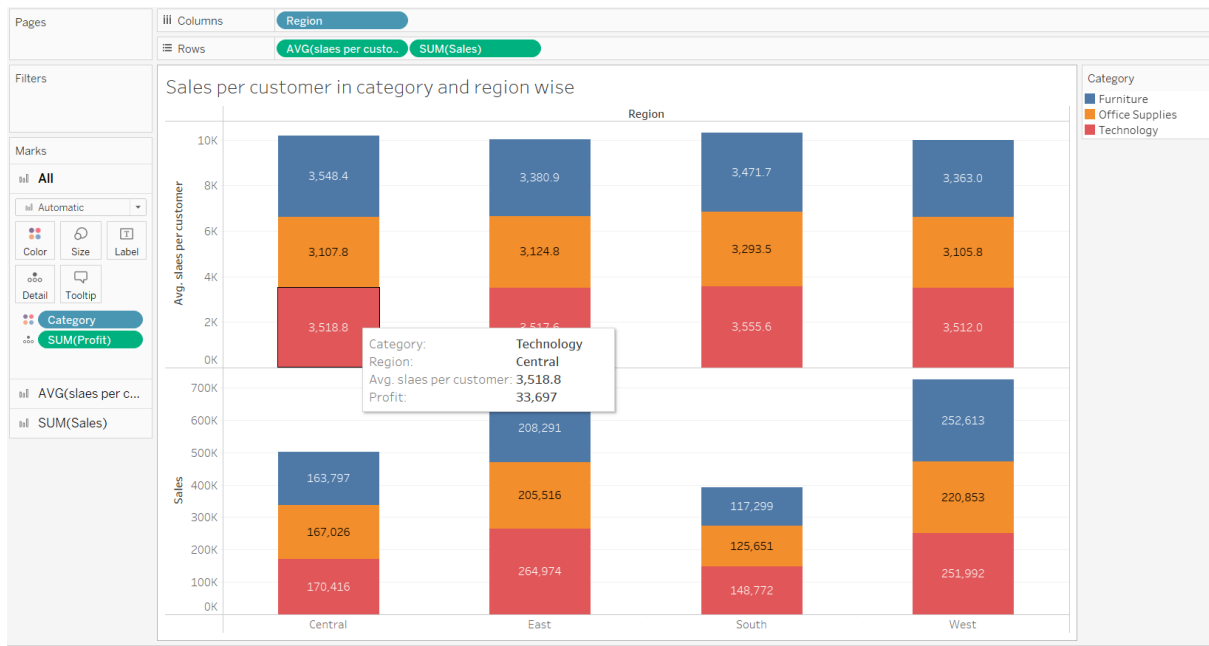 Pages
Columns
Region
Rows
AVG(slaes per custo..
SUM(Sales)
Filters
Marks
All
Automatic
Color
Size
Label
Detail
Tooltip
Category
SUM(Profit)
AVG(slaes per c...
SUM(Sales)
Sales per customer in category and region wise
Region
Avg. slaes per customer
10K
8K
6K
4K
2K
0K
3,548.4
3,380.9
3,471.7
3,363.0
3,107.8
3,124.8
3,293.5
3,105.8
3,518.8
3,517.6
3,555.6
3,512.0
Category: Technology
Region: Central
Avg. slaes per customer: 3,518.8
Profit: 33,697
Sales
700K
600K
500K
400K
300K
200K
100K
0K
163,797
208,291
117,299
252,613
167,026
205,516
125,651
220,853
170,416
264,974
148,772
251,992
Central
East
South
West
Category
Furniture
Office Supplies
Technology